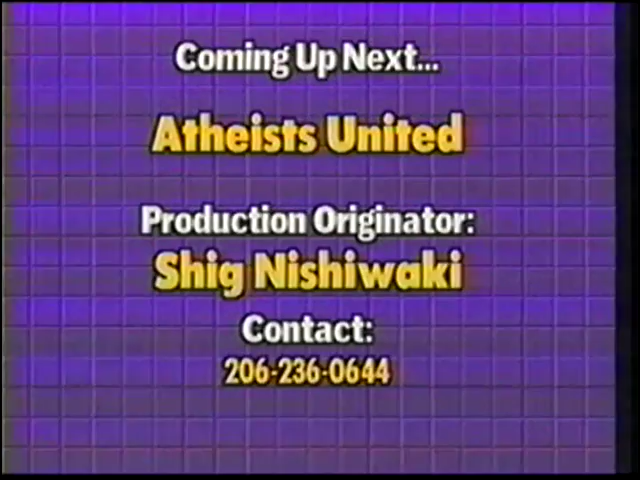 Coming Up Next...
Atheists United
Production Originator:
Shig Nishiwaki
Contact:
206-236-0644